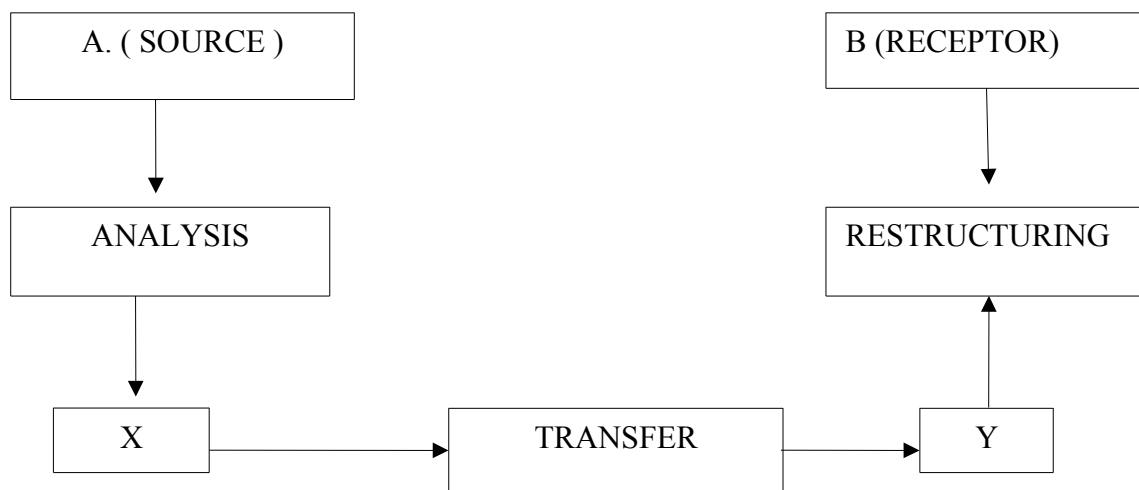 A. ( SOURCE )
B (RECEPTOR)
ANALYSIS
RESTRUCTURING
X
TRANSFER
Y